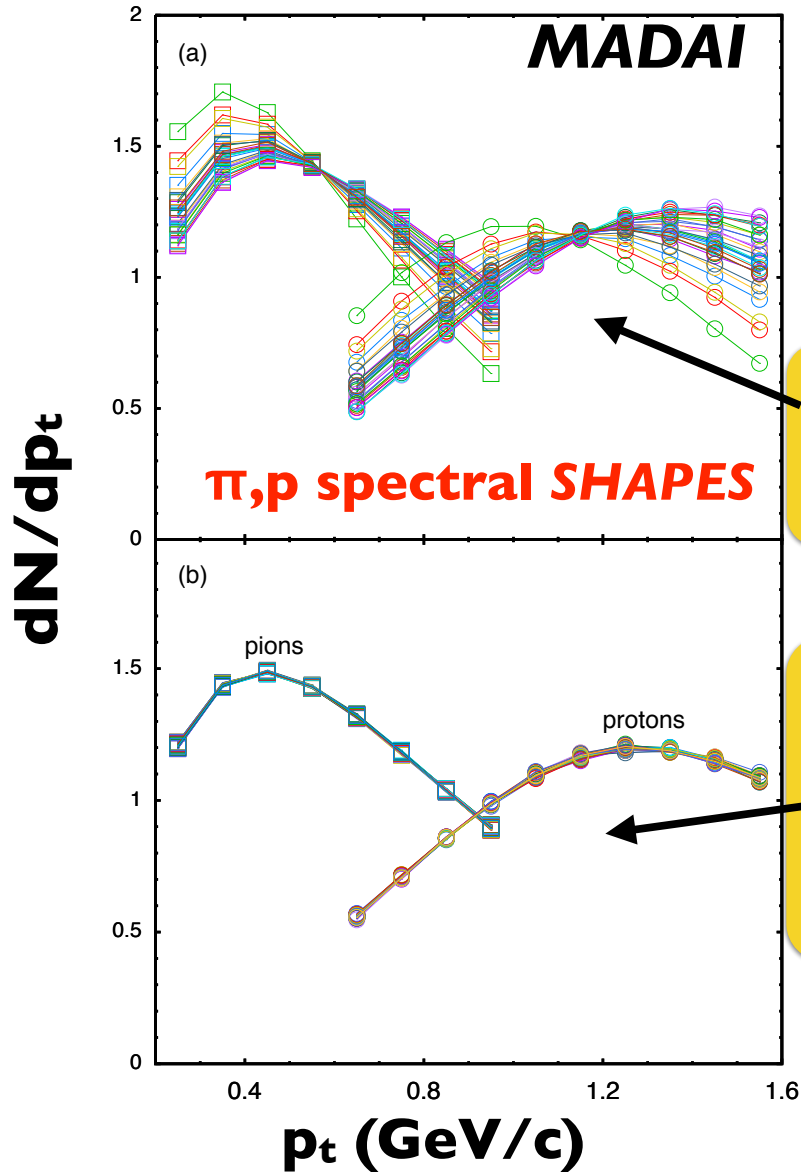 MADAI
(a)
2
1.5
1
0.5
0
π,p spectral SHAPES
dN/dpt
(b)
pions
protons
1.5
1
0.5
0
0.4
0.8
1.2
1.6
pt (GeV/c)